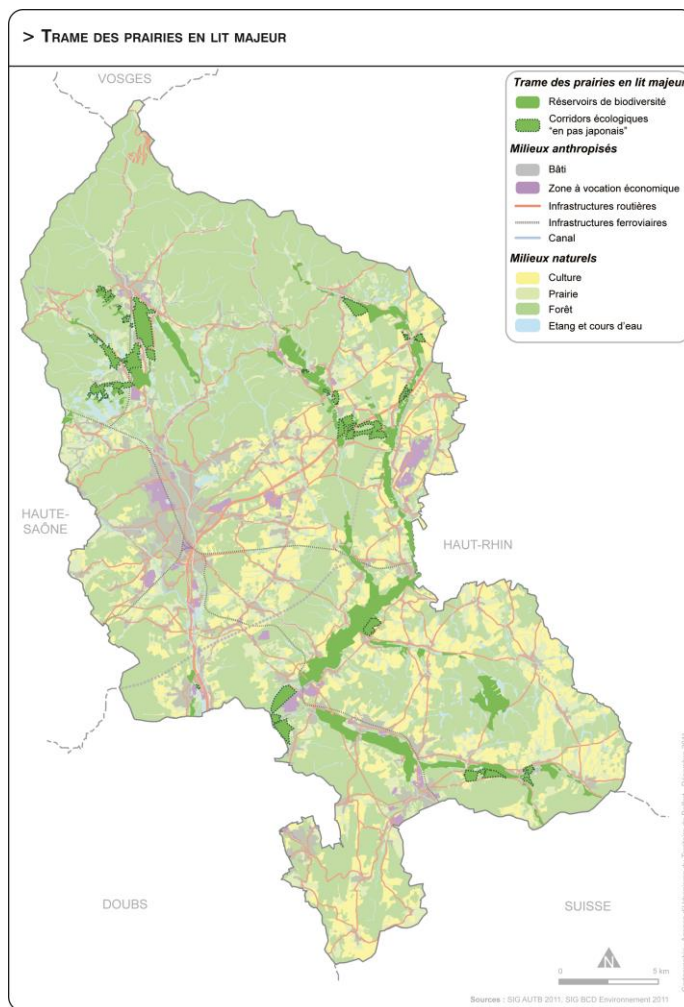 > Trame des prairies en lit majeur
VOSGES
Trame des prairies en lit majeur
Réservoirs de biodiversité
Corridors écologiques
"en pas japonais"
Milieux anthropisés
Bâti
Zone à vocation économique
Infrastructures routières
Infrastructures ferroviaires
Canal
Milieux naturels
Culture
Prairie
Forêt
Etang et cours d'eau
HAUTE-
SAÔNE
HAUT-RHIN
DOUBS
SUISSE
N
0
5 km
Sources : SIG AUTB 2011, SIG BCD Environnement 2011